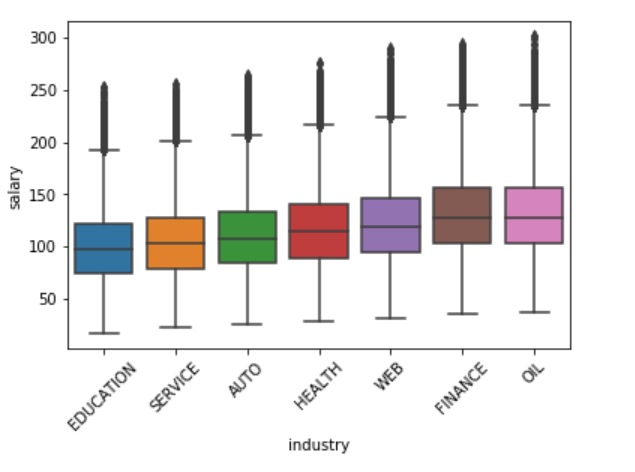 300
250
200
150
100
50
salary
EDUCATION
SERVICE
AUTO
HEALTH
WEB
FINANCE
OIL
industry